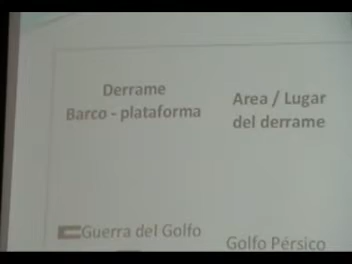 Derrame
Barco - plataforma
Area / Lugar
del derrame
Guerra del Golfo
Golfo Pérsico